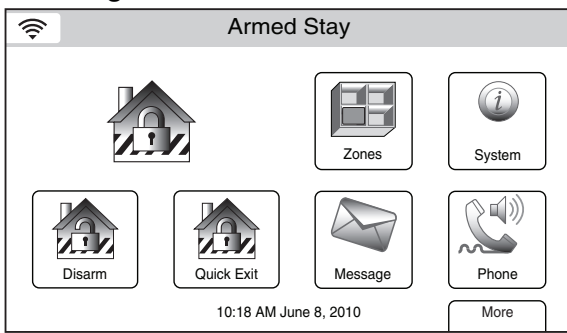 Armed Stay
Zones
System
Disarm
Quick Exit
Message
Phone
10:18 AM June 8, 2010
More